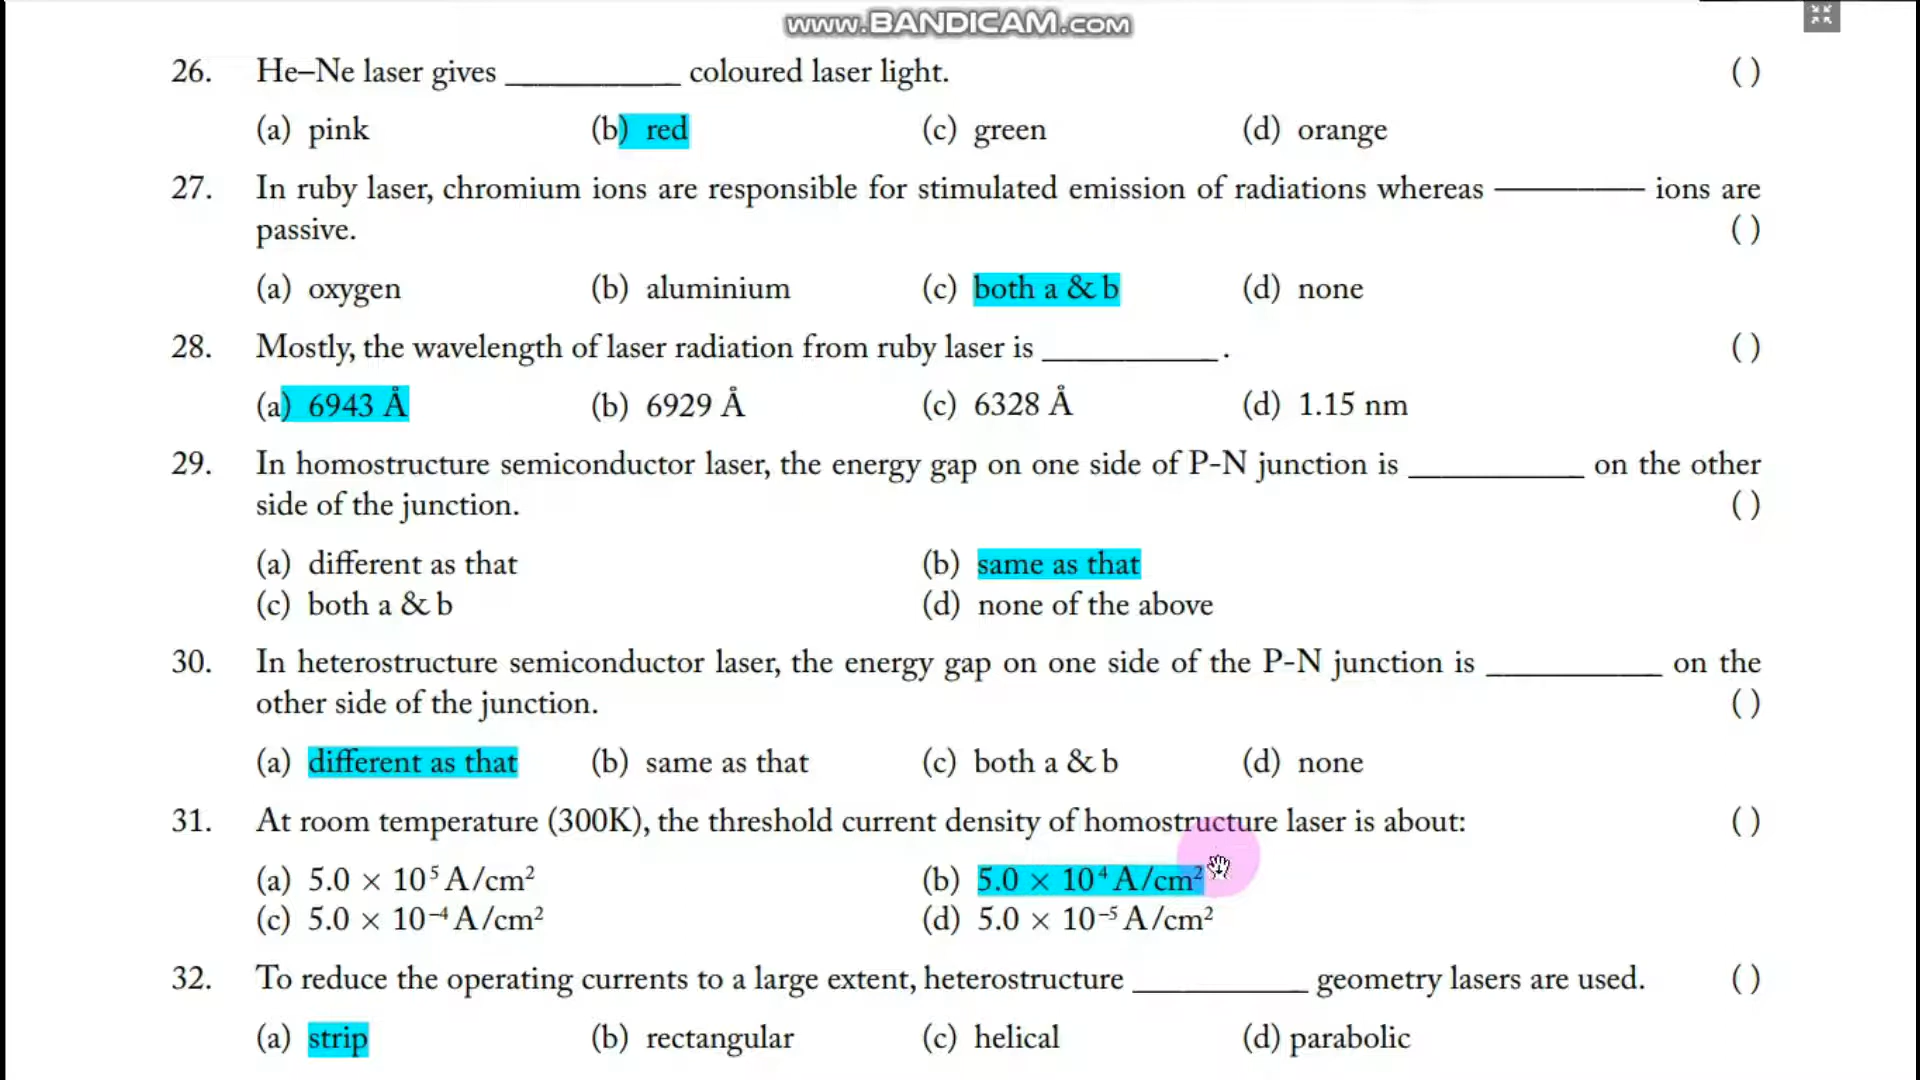 www.BANDICAM.com
26. He–Ne laser gives __________ coloured laser light. ( )
(a) pink (b) red (c) green (d) orange
27. In ruby laser, chromium ions are responsible for stimulated emission of radiations whereas ————— ions are
passive. ( )
(a) oxygen (b) aluminium (c) both a & b (d) none
28. Mostly, the wavelength of laser radiation from ruby laser is __________ . ( )
(a) 6943 Å (b) 6929 Å (c) 6328 Å (d) 1.15 nm
29. In homostructure semiconductor laser, the energy gap on one side of P-N junction is __________ on the other
side of the junction. ( )
(a) different as that (b) same as that
(c) both a & b (d) none of the above
30. In heterostructure semiconductor laser, the energy gap on one side of the P-N junction is __________ on the
other side of the junction. ( )
(a) different as that (b) same as that (c) both a & b (d) none
31. At room temperature (300K), the threshold current density of homostructure laser is about: ( )
(a) 5.0 × 10⁵ A/cm² (b) 5.0 × 10⁴ A/cm²
(c) 5.0 × 10⁻⁴ A/cm² (d) 5.0 × 10⁻⁵ A/cm²
32. To reduce the operating currents to a large extent, heterostructure __________ geometry lasers are used. ( )
(a) strip (b) rectangular (c) helical (d) parabolic